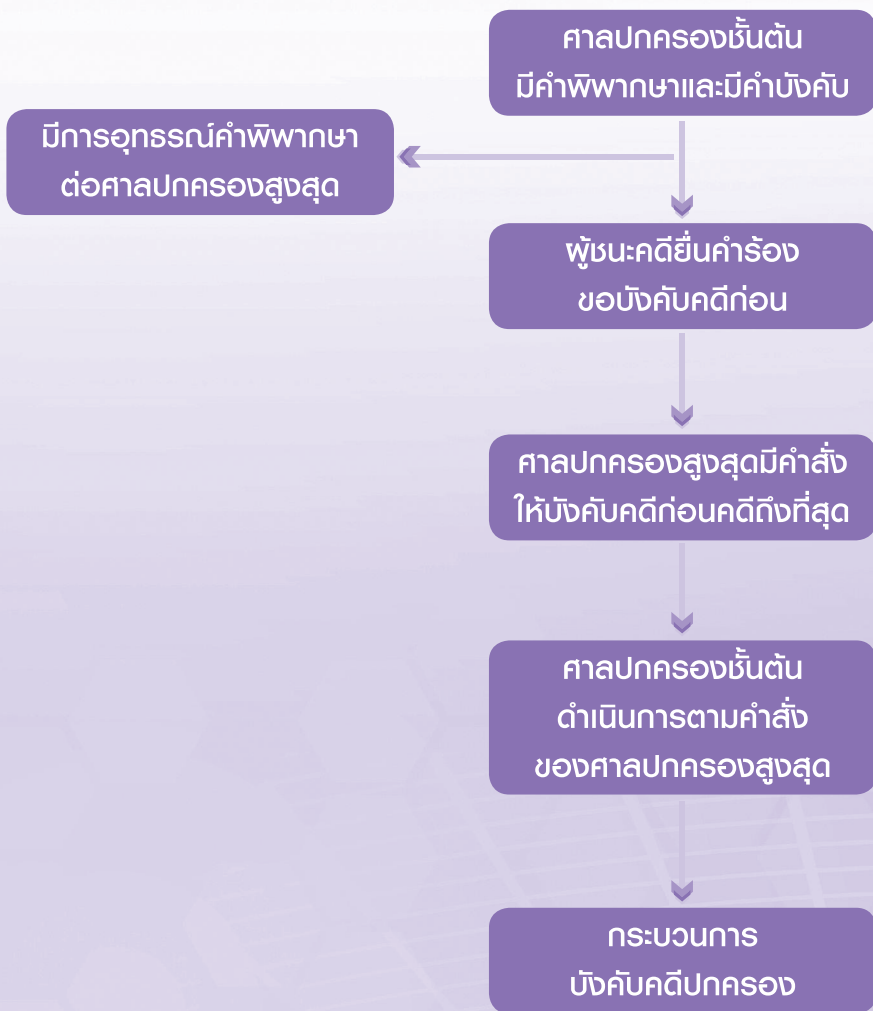 ศาลปกครองชั้นต้น
มีคำพิพากษาและมีคำบังคับ
มีการอุทธรณ์คำพิพากษา
ต่อศาลปกครองสูงสุด
ผู้ชนะคดียื่นคำร้อง
ขอบังคับคดีก่อน
ศาลปกครองสูงสุดมีคำสั่ง
ให้บังคับคดีก่อนคดีถึงที่สุด
ศาลปกครองชั้นต้น
ดำเนินการตามคำสั่ง
ของศาลปกครองสูงสุด
กระบวนการ
บังคับคดีปกครอง